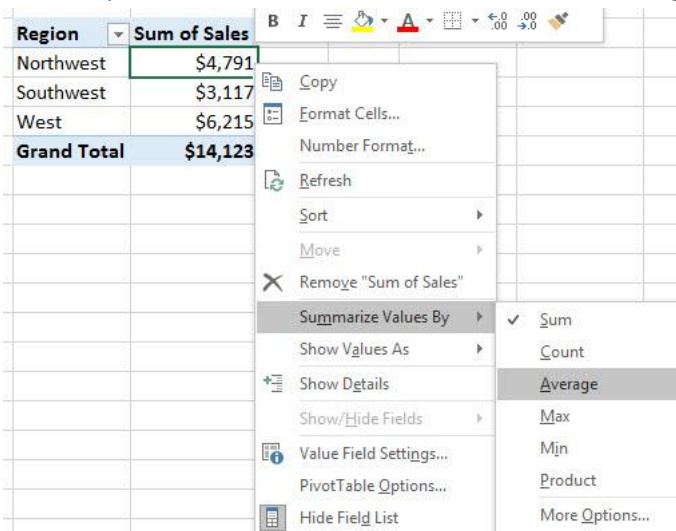 Region Sum of Sales
Northwest $4,791
Southwest $3,117
West $6,215
Grand Total $14,123
B I A .00 .00
Copy
Format Cells...
Number Format...
Refresh
Sort
Move
Remove "Sum of Sales"
Summarize Values By
Show Values As
Show Details
Show/Hide Fields
Value Field Settings...
PivotTable Options...
Hide Field List
Sum
Count
Average
Max
Min
Product
More Options...